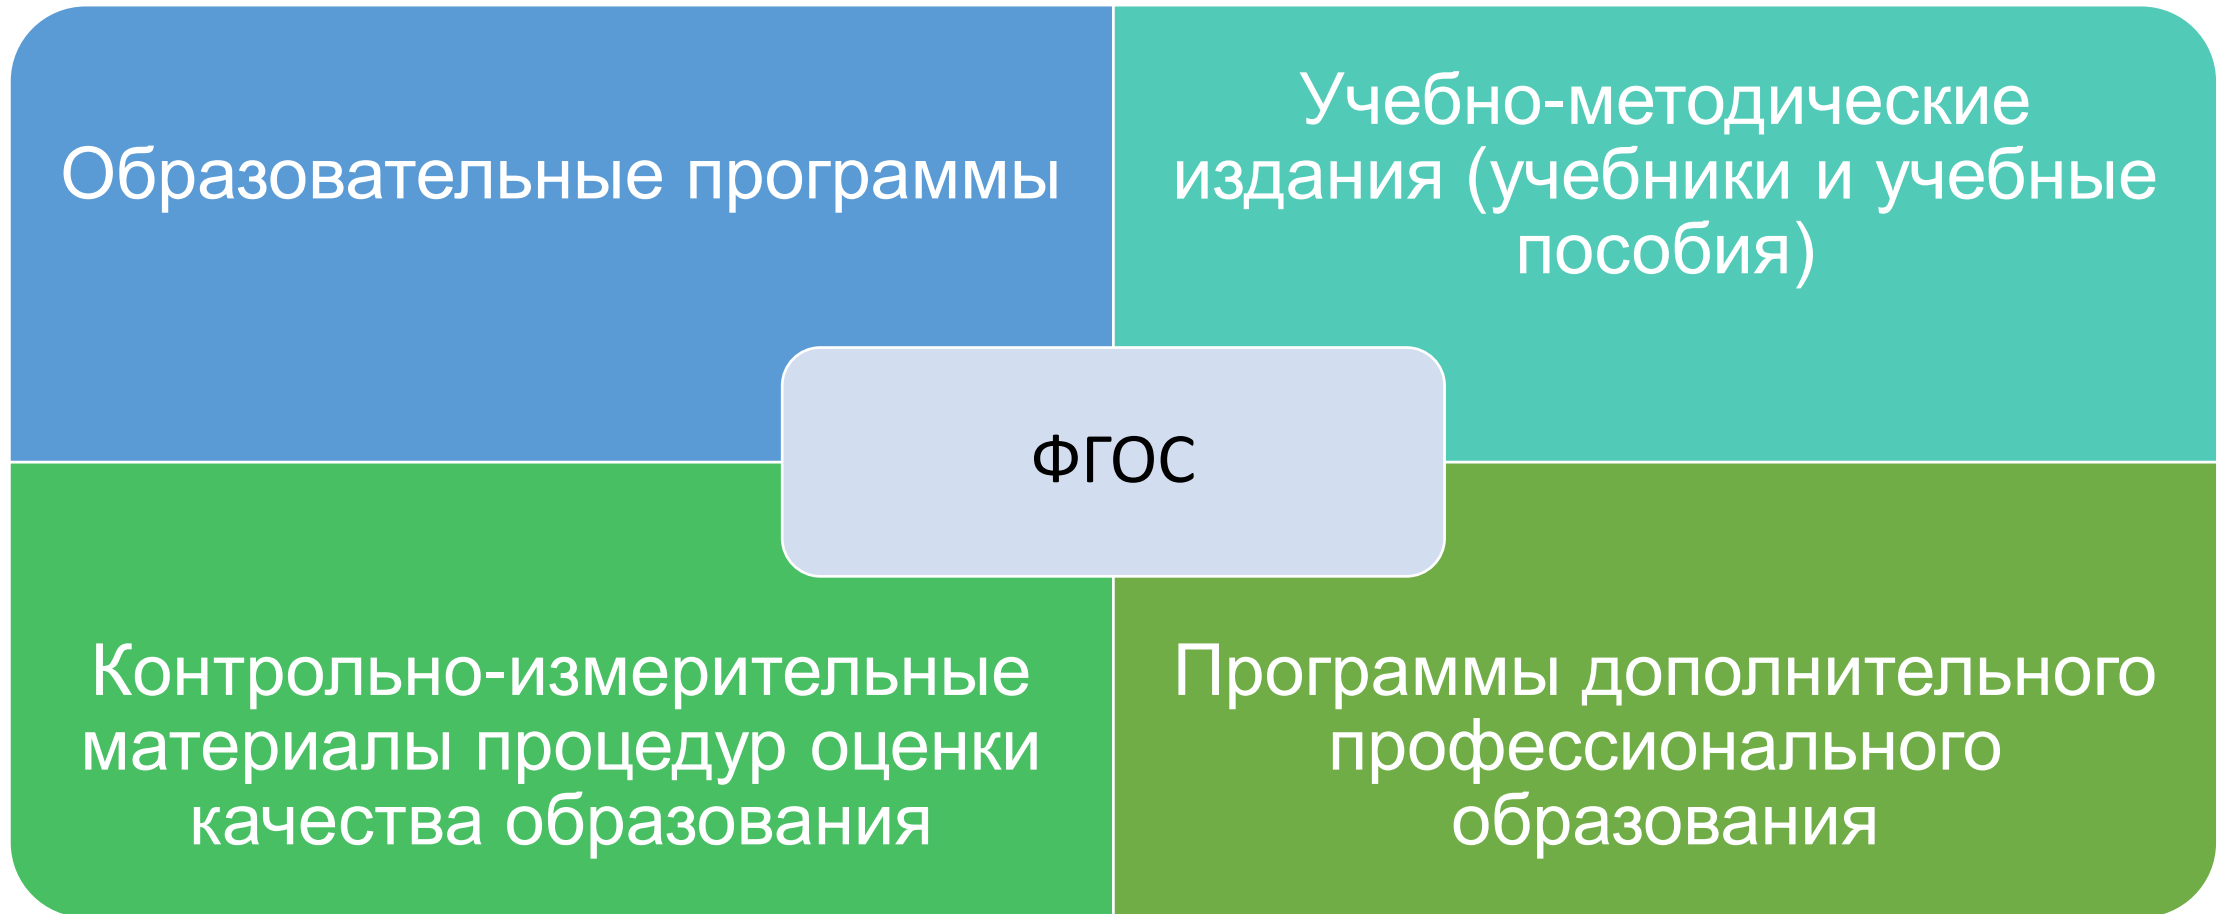 Образовательные программы
Учебно-методические
издания (учебники и учебные
пособия)
ФГОС
Контрольно-измерительные
материалы процедур оценки
качества образования
Программы дополнительного
профессионального
образования